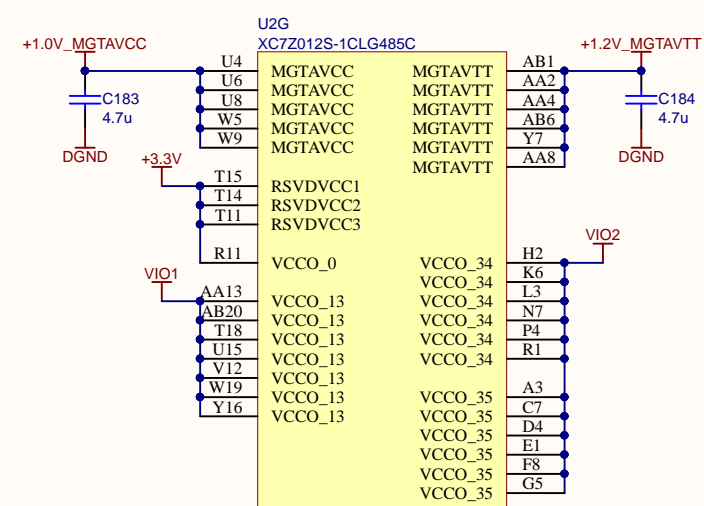 U2G
XC7Z012S-1CLG485C
+1.0V_MGTAVCC
+1.2V_MGTAVTT
U4 MGTAVCC MGTAVTT AB1
U6 MGTAVCC MGTAVTT AA2
U8 MGTAVCC MGTAVTT AA4
W5 MGTAVCC MGTAVTT AB6
W9 MGTAVCC MGTAVTT Y7
MGTAVTT AA8
C183
4.7u
DGND
C184
4.7u
DGND
+3.3V
T15 RSVDVCC1
T14 RSVDVCC2
T11 RSVDVCC3
R11 VCCO_0
VIO2
VCCO_34 H2
VCCO_34 K6
VCCO_34 L3
VCCO_34 N7
VCCO_34 P4
VCCO_34 R1
VIO1
AA13 VCCO_13
AB20 VCCO_13
T18 VCCO_13
U15 VCCO_13
V12 VCCO_13
W19 VCCO_13
Y16 VCCO_13
VCCO_35 A3
VCCO_35 C7
VCCO_35 D4
VCCO_35 E1
VCCO_35 F8
VCCO_35 G5